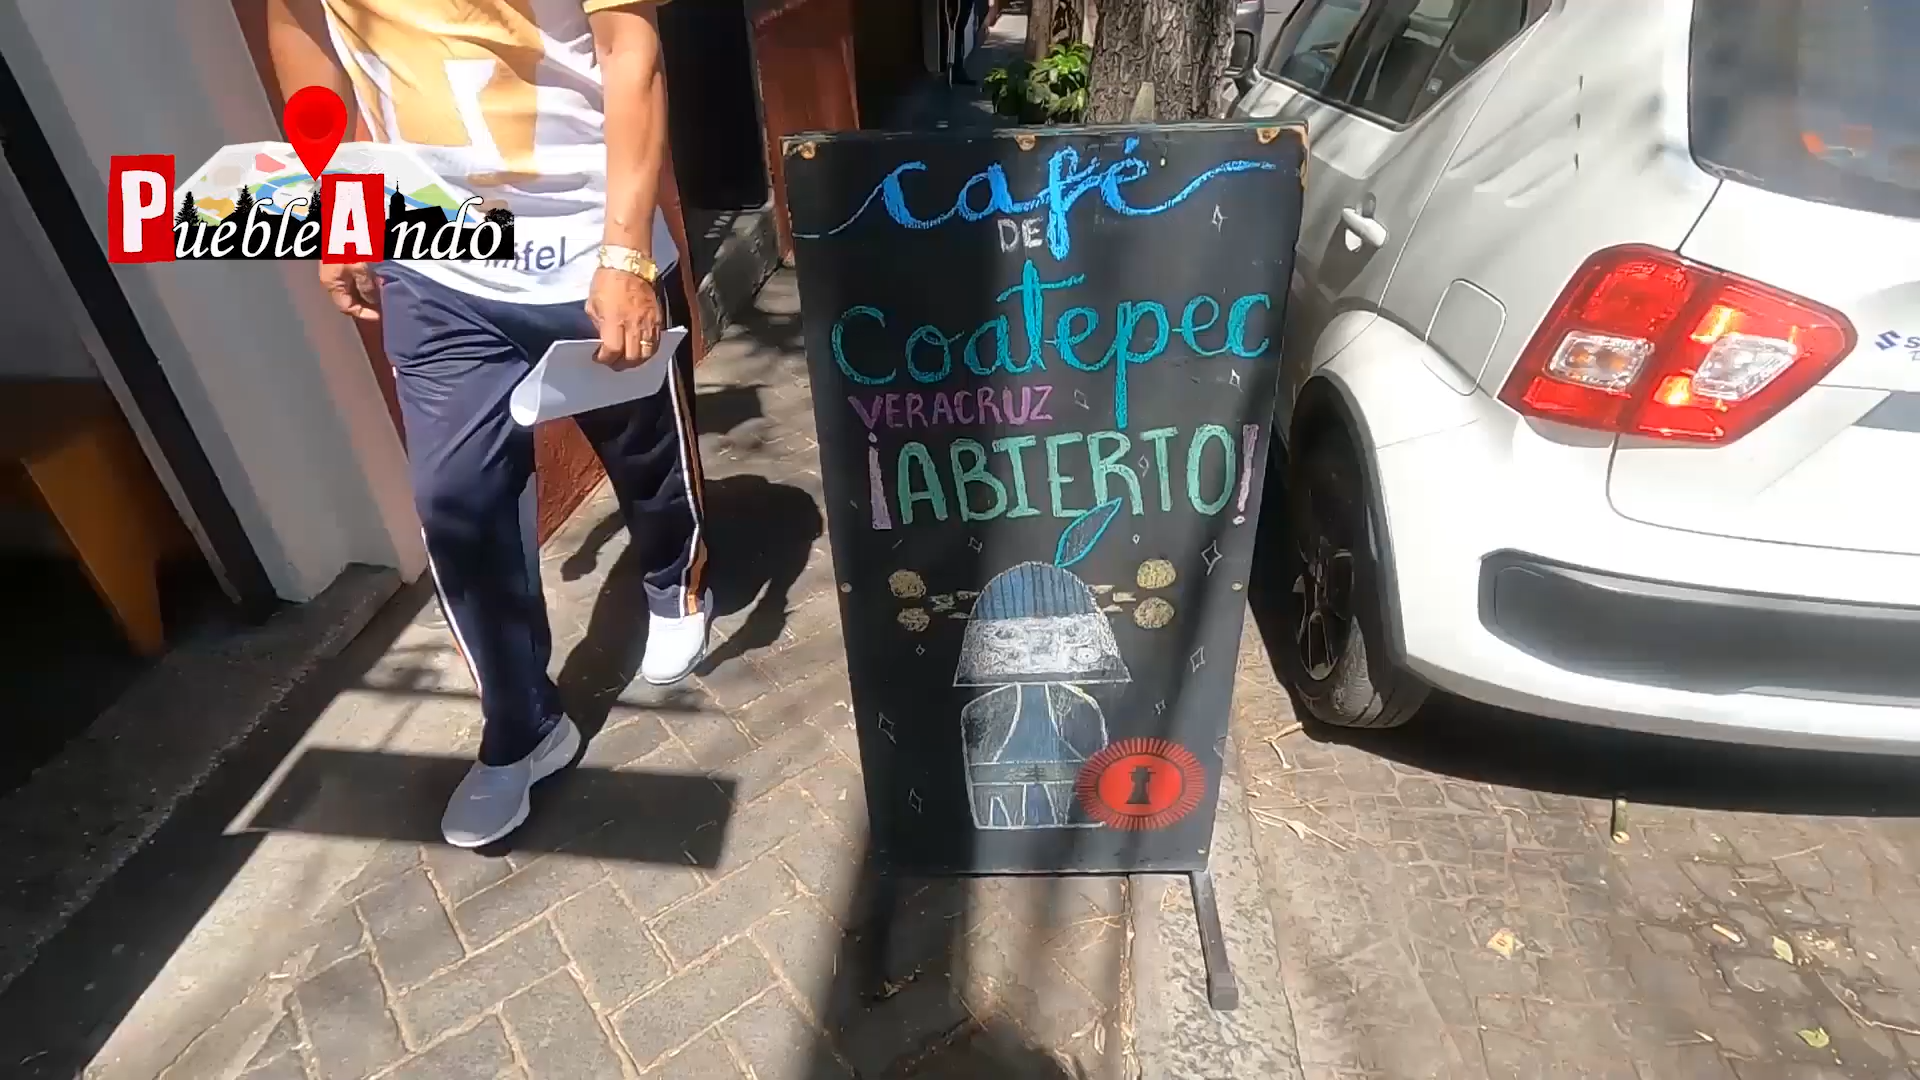 PuebleAndo
café
DE
Coatepec
VERACRUZ
¡ABIERTO!